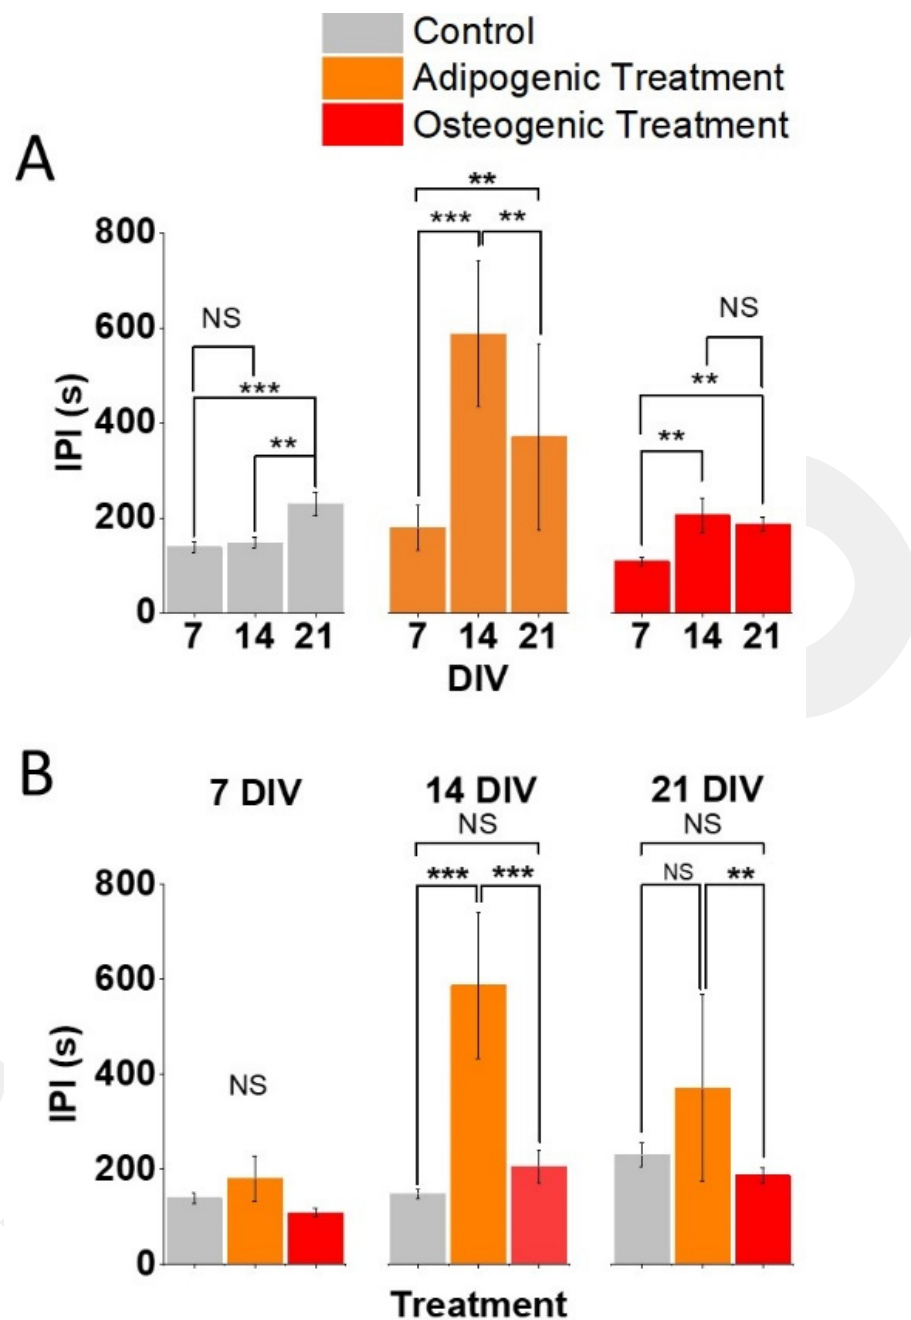 Control
Adipogenic Treatment
Osteogenic Treatment
A
**
*** **
800
NS
600
NS
***
**
400
**
**
IPI (s)
200
0
7 14 21 7 14 21 7 14 21
DIV
B
7 DIV 14 DIV 21 DIV
NS NS
*** *** NS **
800
600
400
NS
IPI (s)
200
0
Treatment